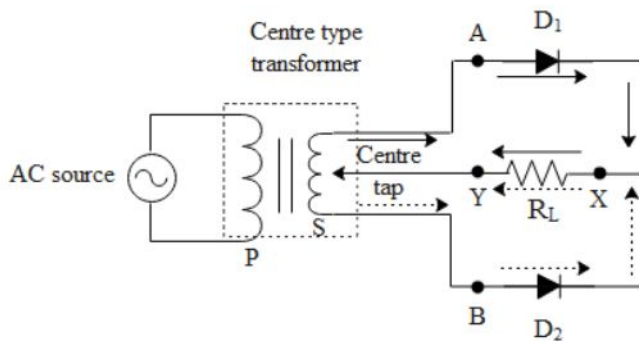 A
D1
Centre type
transformer
AC source
Centre
tap
Y
RL
X
S
P
B
D2